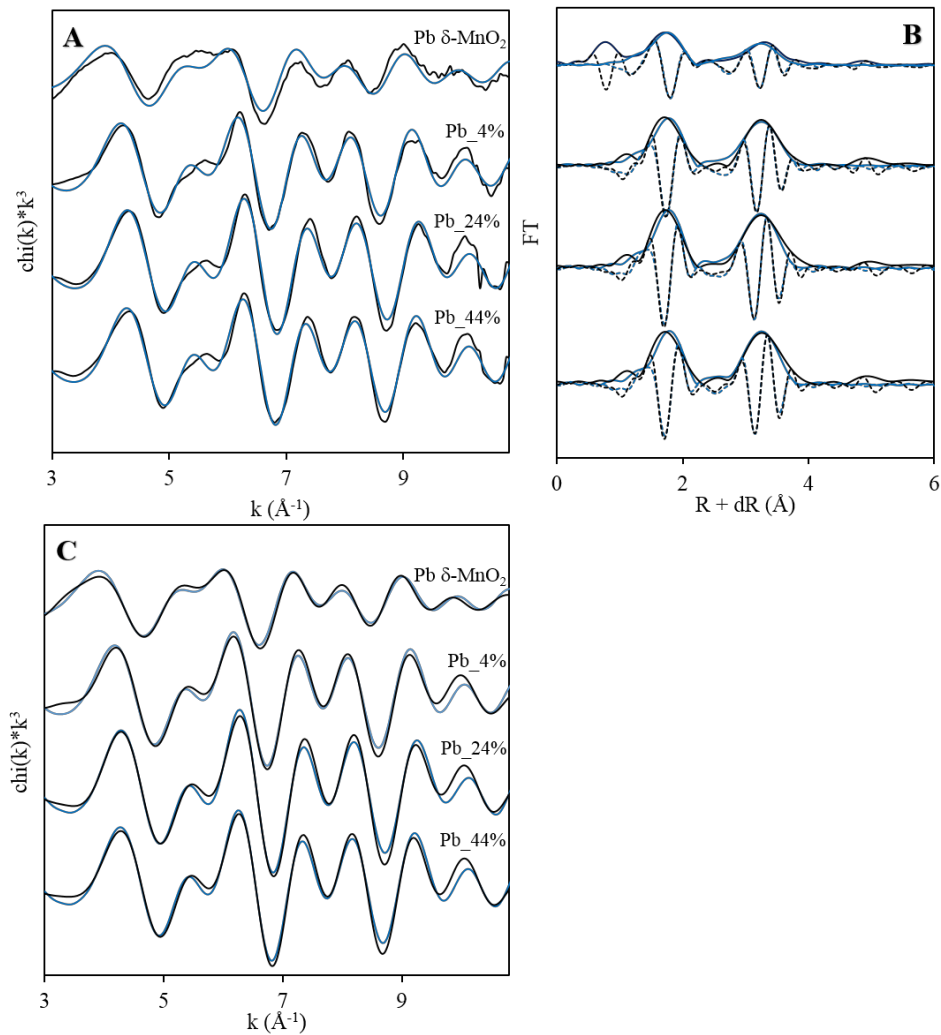 A
Pb δ-MnO₂
Pb_4%
Pb_24%
Pb_44%
chi(k)*k³
3
5
7
9
k (Å⁻¹)
B
FT
0
2
4
6
R + dR (Å)
C
Pb δ-MnO₂
Pb_4%
Pb_24%
Pb_44%
chi(k)*k³
3
5
7
9
k (Å⁻¹)